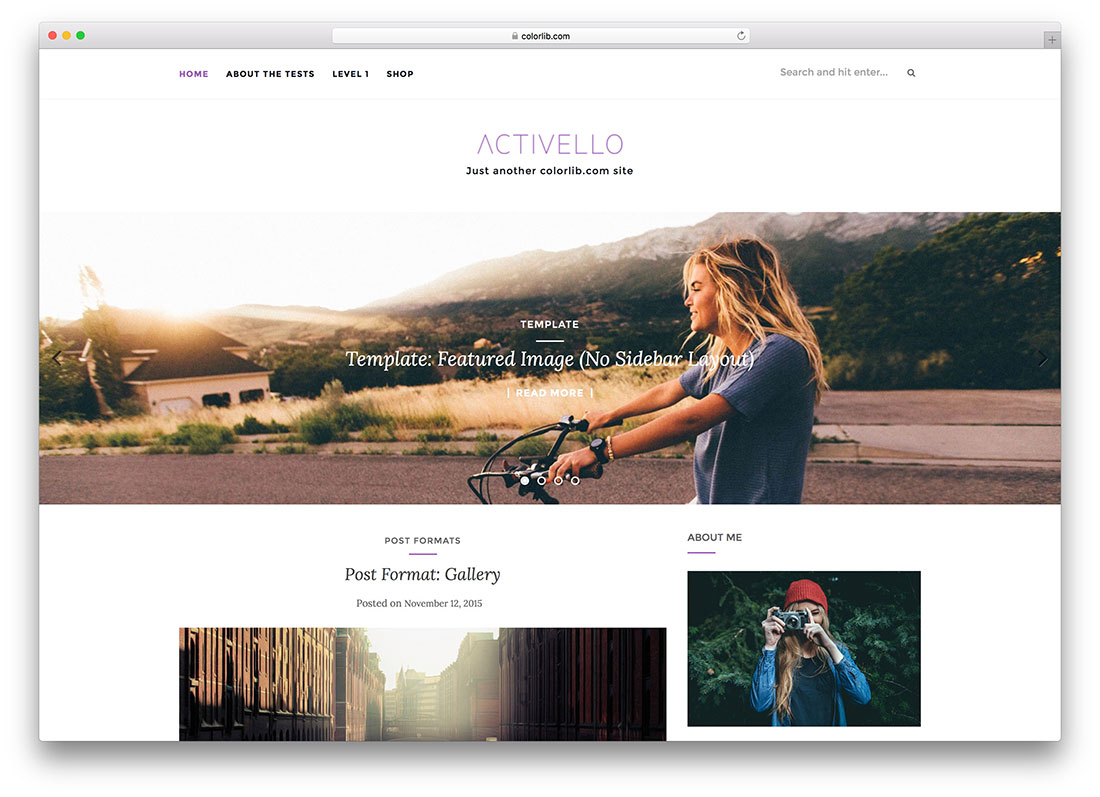 colorlib.com
HOME ABOUT THE TESTS LEVEL 1 SHOP Search and hit enter...
ACTIVELLO
Just another colorlib.com site
TEMPLATE
Template: Featured Image (No Sidebar Layout)
| READ MORE |
POST FORMATS
Post Format: Gallery
Posted on November 12, 2015
ABOUT ME